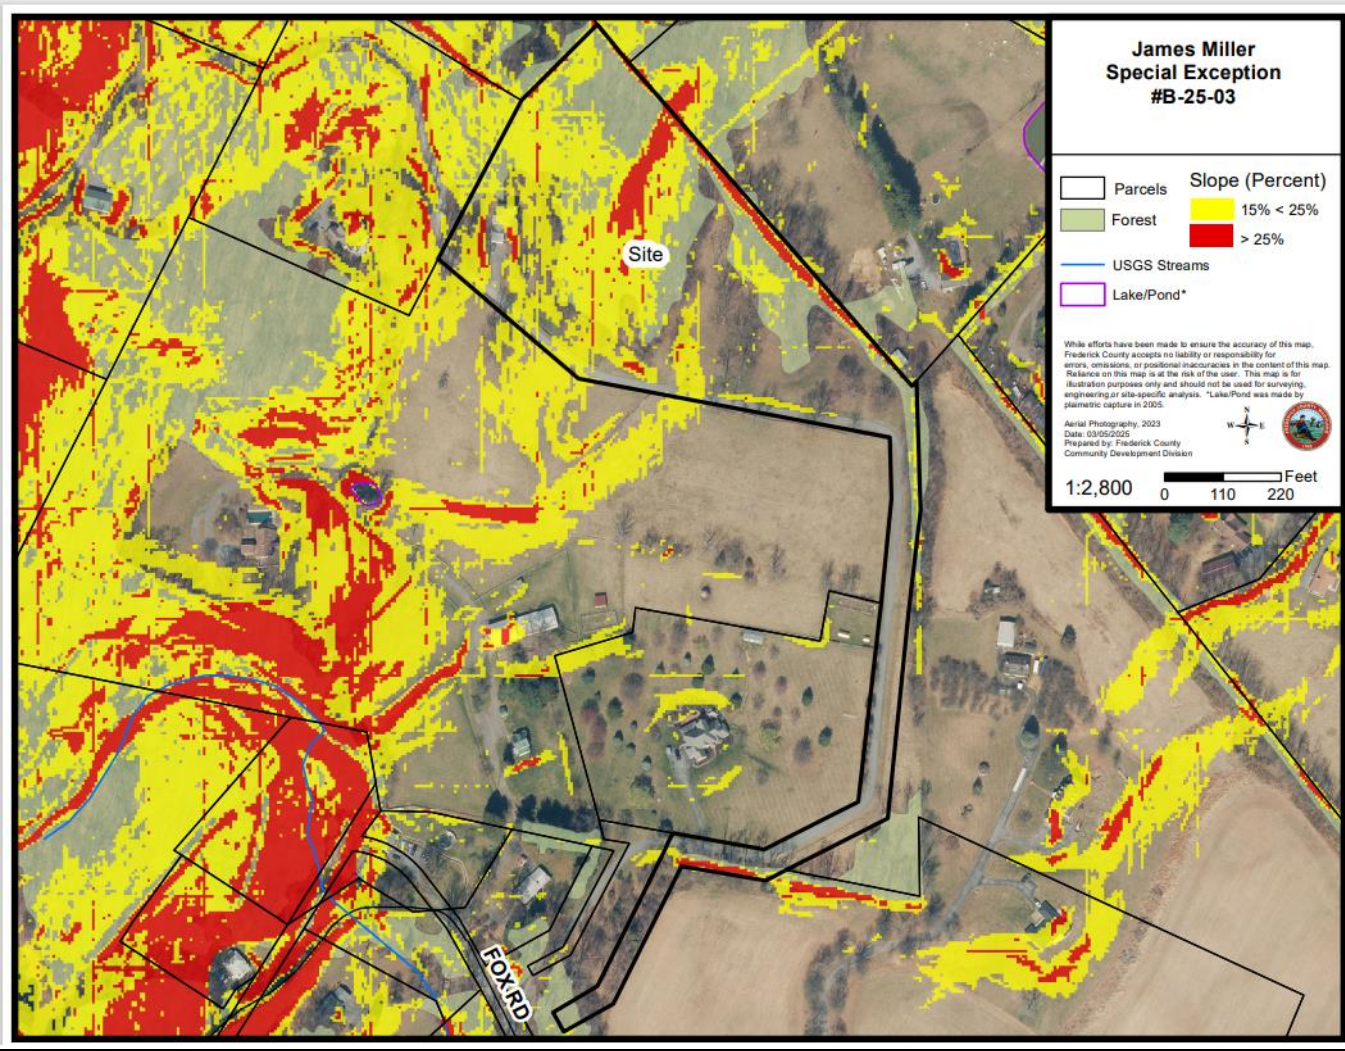 James Miller
Special Exception
#B-25-03
Parcels
Forest
Slope (Percent)
15% < 25%
> 25%
USGS Streams
Lake/Pond*
While efforts have been made to ensure the accuracy of this map,
Frederick County accepts no liability or responsibility for
errors, omissions, or positional inaccuracies in the content of this map.
Reliance on this map is at the risk of the user. This map is for
illustration purposes only and should not be used for surveying,
engineering,or site-specific analysis. *Lake/Pond was made by
plaimetric capture in 2005.
Aerial Photography, 2023
Date: 03/05/2025
Prepared by: Frederick County
Community Development Division
N
W E
S
1:2,800
Feet
0 110 220
Site
FOX RD